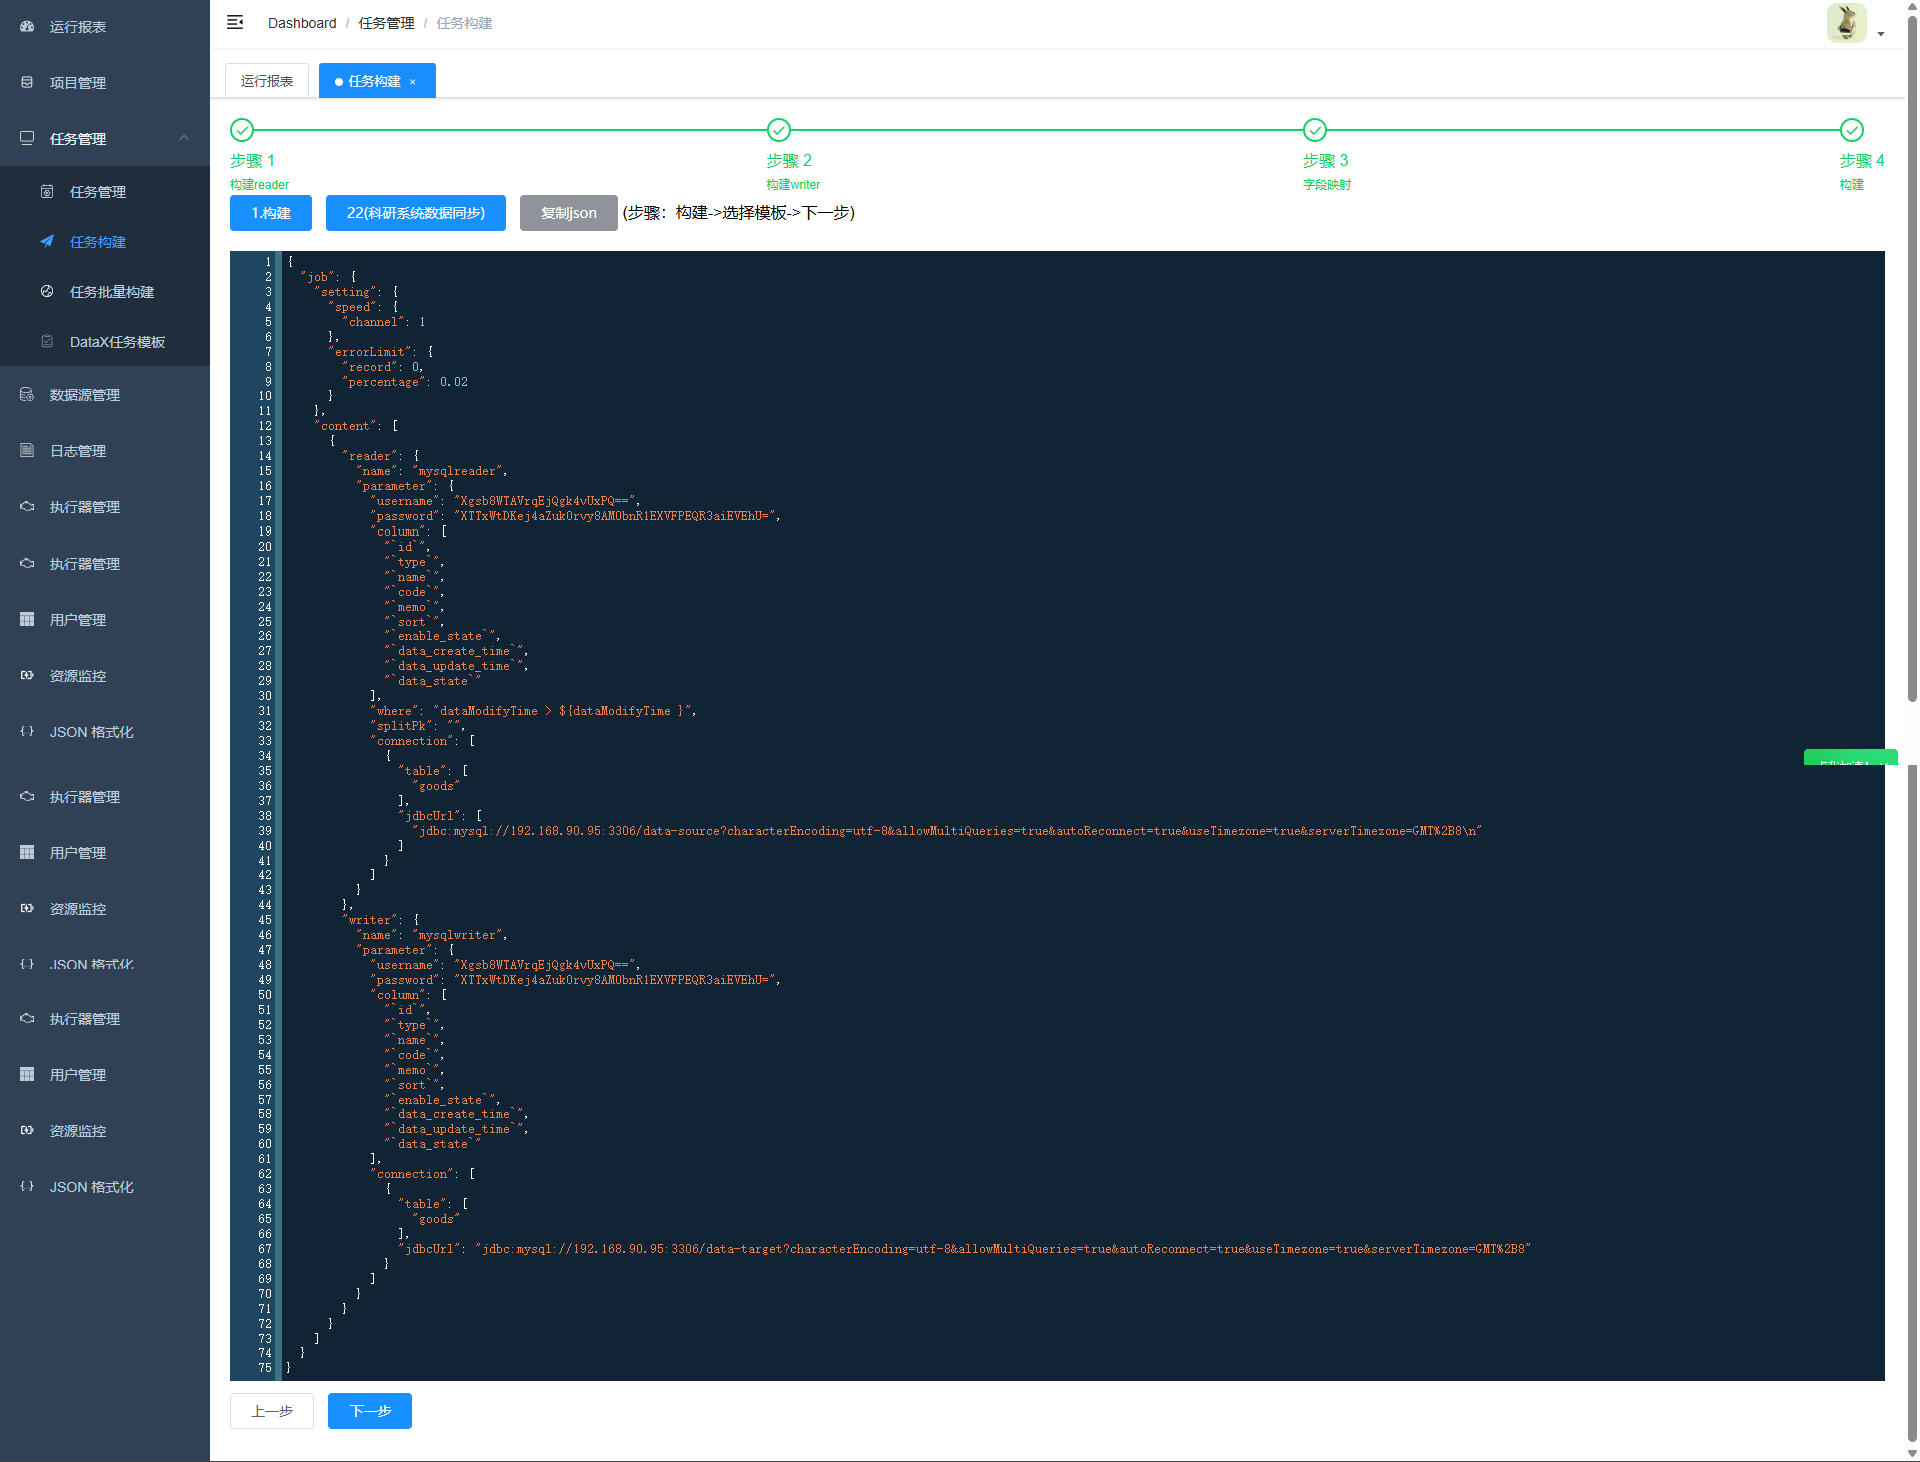 运行报表
项目管理
任务管理
任务管理
任务构建
任务批量构建
DataX任务模板
数据源管理
日志管理
执行器管理
执行器管理
用户管理
资源监控
JSON 格式化
执行器管理
用户管理
资源监控
JSON 格式化
执行器管理
用户管理
资源监控
JSON 格式化
Dashboard / 任务管理 / 任务构建
运行报表
任务构建 ×
步骤 1
构建reader
步骤 2
构建writer
步骤 3
字段映射
步骤 4
构建
1.构建
22(科研系统数据同步)
复制json
(步骤：构建->选择模板->下一步)
1 {
2 "job": {
3 "setting": {
4 "speed": {
5 "channel": 1
6 },
7 "errorLimit": {
8 "record": 0,
9 "percentage": 0.02
10 }
11 },
12 "content": [
13 {
14 "reader": {
15 "name": "mysqlreader",
16 "parameter": {
17 "username": "Xgsb8WTAVrqEjQgk4vUxPQ==",
18 "password": "XTTxWtDKej4aZukOrvy8AMObnR1EXVFPEQR3aiEVEhU=",
19 "column": [
20 "`id`",
21 "`type`",
22 "`name`",
23 "`code`",
24 "`memo`",
25 "`sort`",
26 "`enable_state`",
27 "`data_create_time`",
28 "`data_update_time`",
29 "`data_state`"
30 ],
31 "where": "dataModifyTime > ${dataModifyTime }",
32 "splitPk": "",
33 "connection": [
34 {
35 "table": [
36 "goods"
37 ],
38 "jdbcUrl": [
39 "jdbc:mysql://192.168.90.95:3306/data-source?characterEncoding=utf-8&allowMultiQueries=true&autoReconnect=true&useTimezone=true&serverTimezone=GMT%2B8\n"
40 ]
41 }
42 ]
43 }
44 },
45 "writer": {
46 "name": "mysqlwriter",
47 "parameter": {
48 "username": "Xgsb8WTAVrqEjQgk4vUxPQ==",
49 "password": "XTTxWtDKej4aZukOrvy8AMObnR1EXVFPEQR3aiEVEhU=",
50 "column": [
51 "`id`",
52 "`type`",
53 "`name`",
54 "`code`",
55 "`memo`",
56 "`sort`",
57 "`enable_state`",
58 "`data_create_time`",
59 "`data_update_time`",
60 "`data_state`"
61 ],
62 "connection": [
63 {
64 "table": [
65 "goods"
66 ],
67 "jdbcUrl": "jdbc:mysql://192.168.90.95:3306/data-target?characterEncoding=utf-8&allowMultiQueries=true&autoReconnect=true&useTimezone=true&serverTimezone=GMT%2B8"
68 }
69 ]
70 }
71 }
72 }
73 ]
74 }
75 }
上一步
下一步